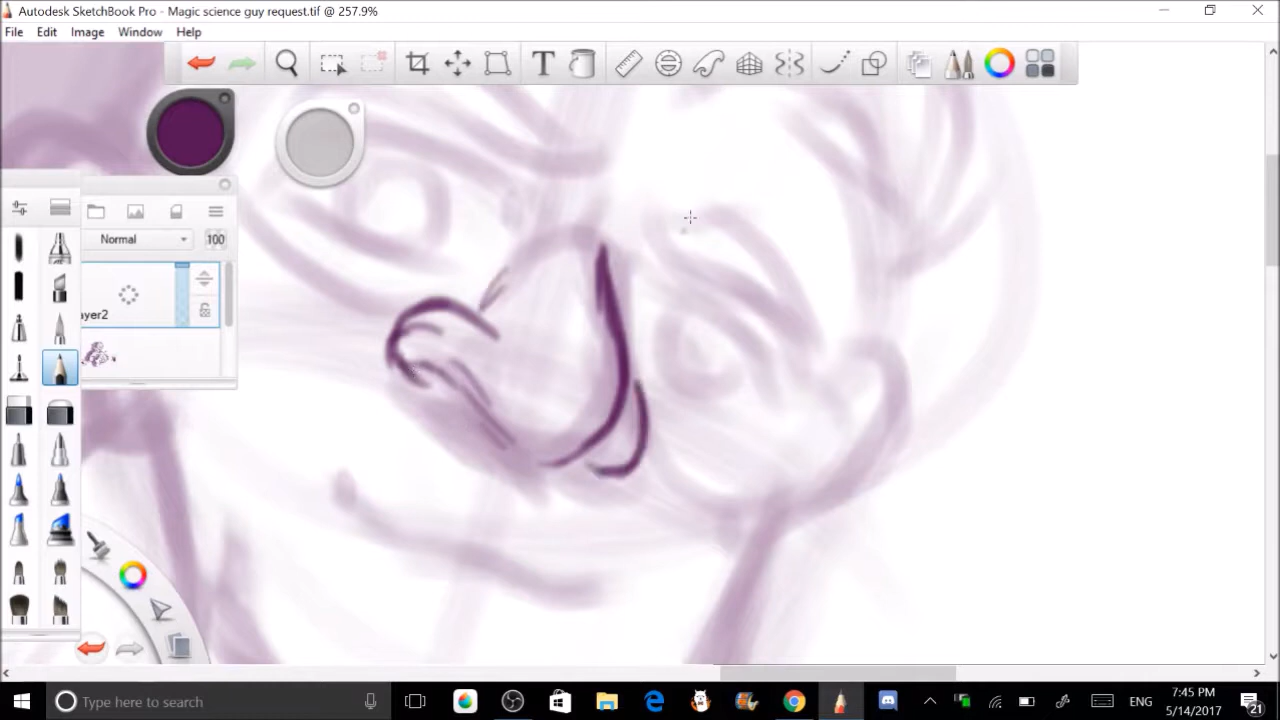 Autodesk SketchBook Pro - Magic science guy request.tif @ 257.9%
File Edit Image Window Help
T
Normal 100
ayer2
Type here to search
ENG
7:45 PM
5/14/2017
21